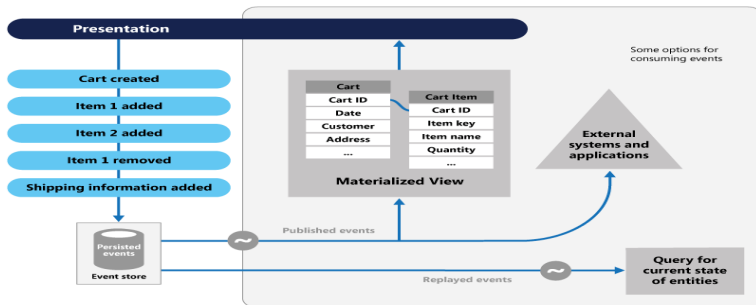 Presentation
Cart created
Item 1 added
Item 2 added
Item 1 removed
Shipping information added
Persisted
events
Event store
Some options for
consuming events
Cart
Cart ID
Date
Customer
Address
...
Cart Item
Cart ID
Item key
Item name
Quantity
...
Materialized View
External
systems and
applications
Published events
Replayed events
Query for
current state
of entities